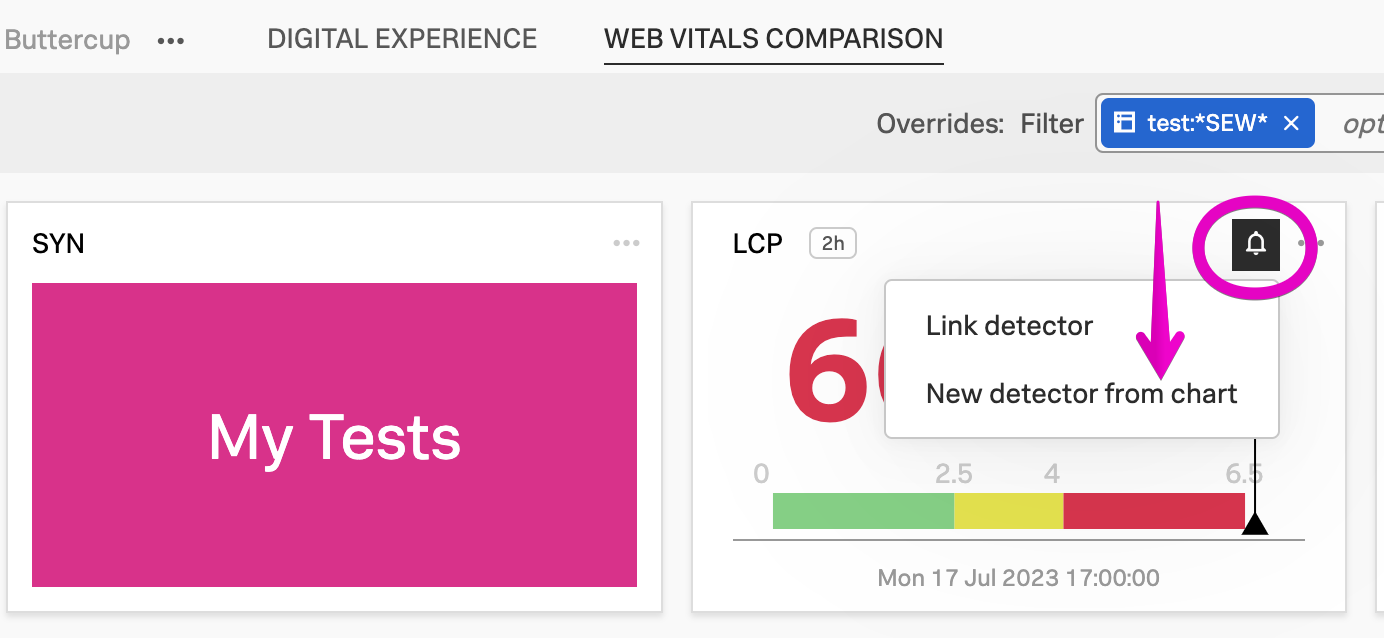 Buttercup ••• DIGITAL EXPERIENCE WEB VITALS COMPARISON
Overrides: Filter test:*SEW* ×
SYN
My Tests
LCP 2h
Link detector
New detector from chart
6
0 2.5 4 6.5
Mon 17 Jul 2023 17:00:00